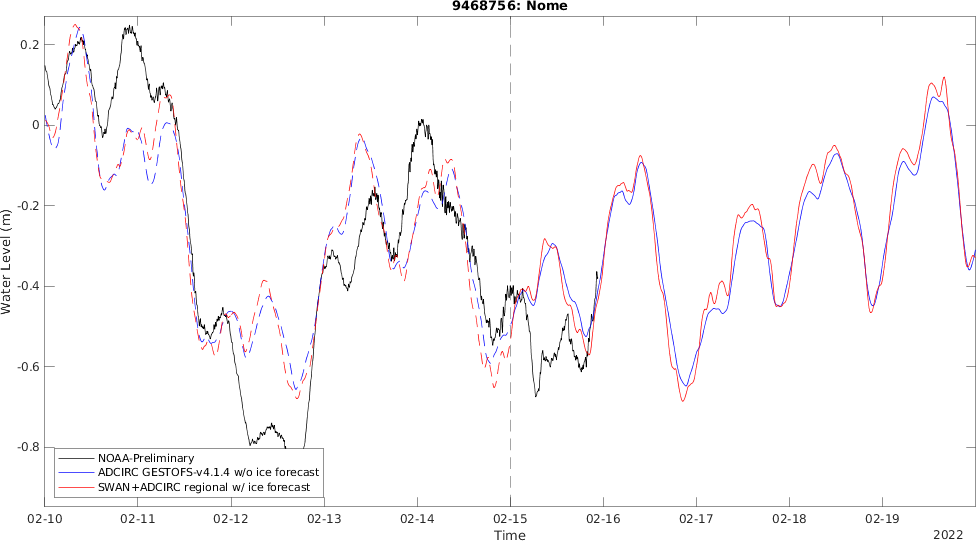 9468756: Nome
0.2
0
-0.2
-0.4
-0.6
-0.8
Water Level (m)
NOAA-Preliminary
ADCIRC GESTOFS-v4.1.4 w/o ice forecast
SWAN+ADCIRC regional w/ ice forecast
02-10 02-11 02-12 02-13 02-14 02-15 02-16 02-17 02-18 02-19
Time
2022